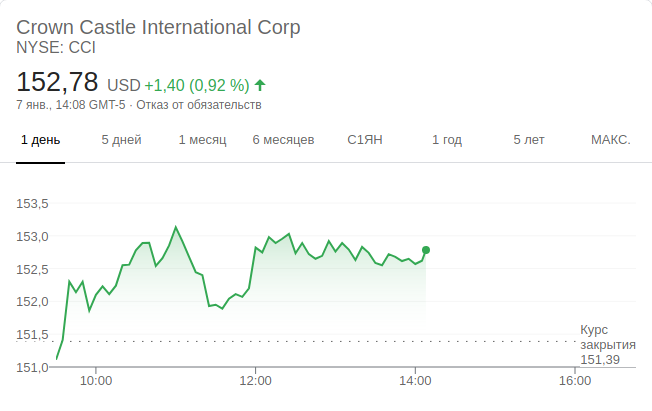 Crown Castle International Corp
NYSE: CCI
152,78 USD +1,40 (0,92 %)
7 янв., 14:08 GMT-5 · Отказ от обязательств
1 день 5 дней 1 месяц 6 месяцев С1ЯН 1 год 5 лет МАКС.
153,5
153,0
152,5
152,0
151,5
Курс
закрытия
151,39
151,0
10:00 12:00 14:00 16:00